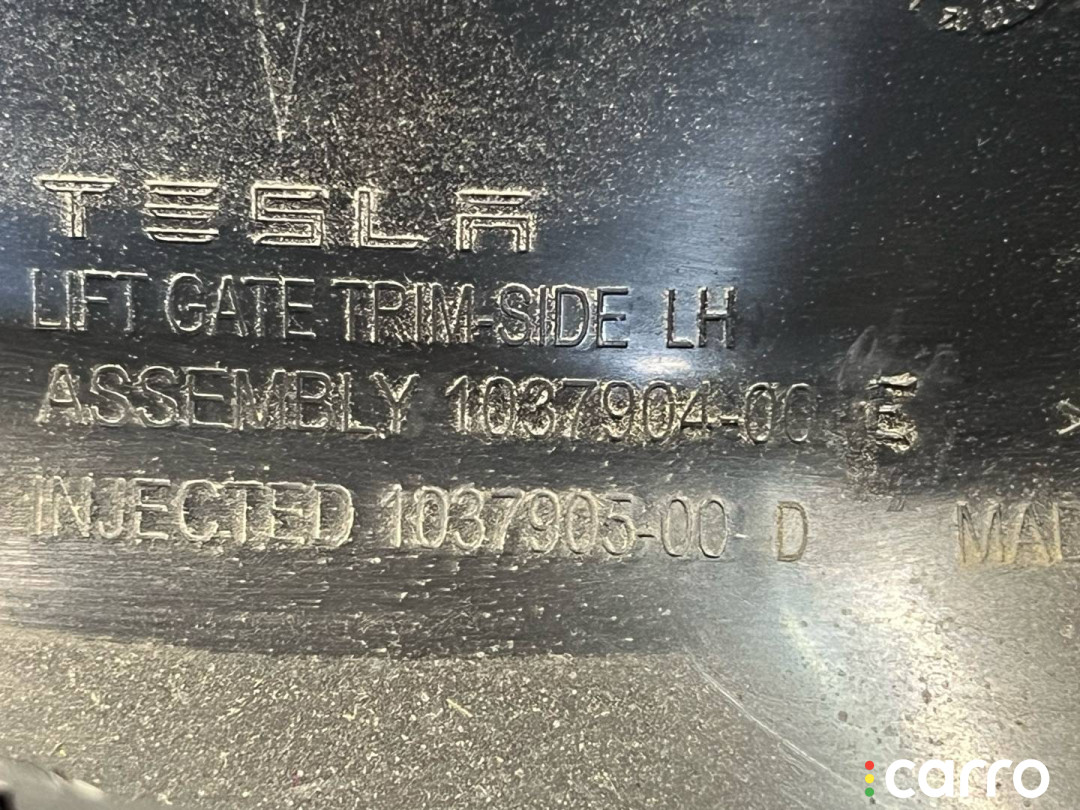 TESLA
LIFT GATE TRIM-SIDE LH
ASSEMBLY 1037904-00
INJECTED 1037905-00 D
carro